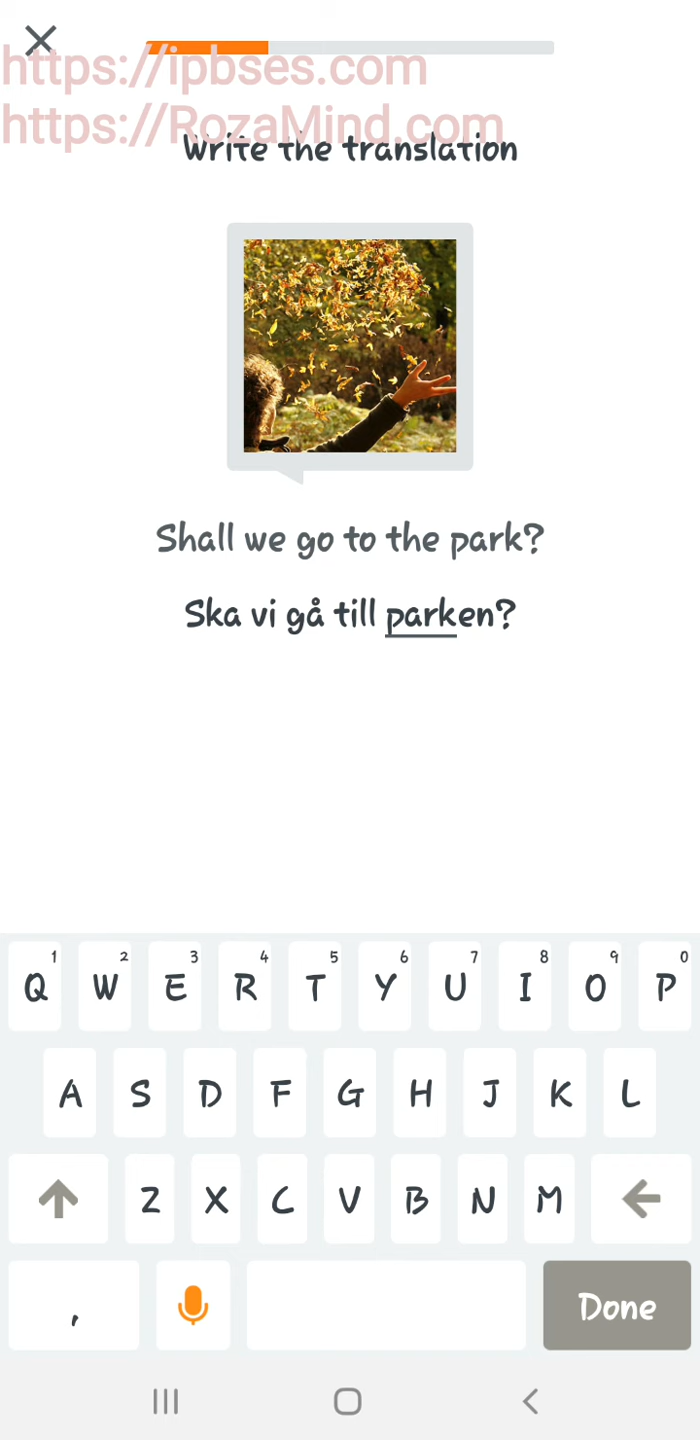 https://ipbses.com
https://RozaMind.com
Write the translation
Shall we go to the park?
Ska vi gå till parken?
1 2 3 4 5 6 7 8 9 0
Q W E R T Y U I O P
A S D F G H J K L
Z X C V B N M
, Done